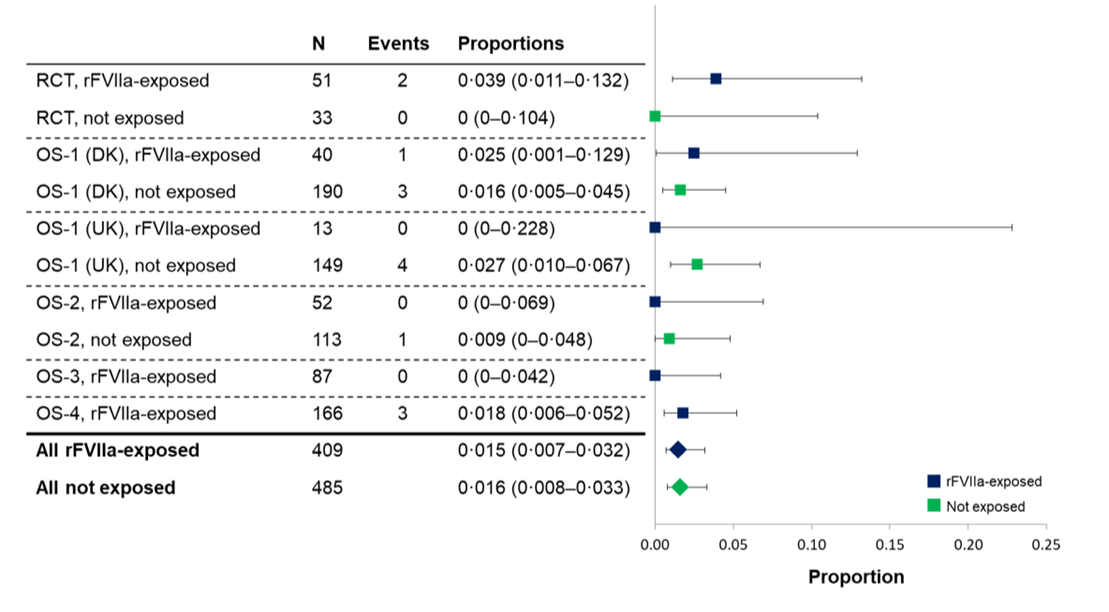 N Events Proportions
RCT, rFVIIa-exposed 51 2 0·039 (0·011–0·132)
RCT, not exposed 33 0 0 (0–0·104)
OS-1 (DK), rFVIIa-exposed 40 1 0·025 (0·001–0·129)
OS-1 (DK), not exposed 190 3 0·016 (0·005–0·045)
OS-1 (UK), rFVIIa-exposed 13 0 0 (0–0·228)
OS-1 (UK), not exposed 149 4 0·027 (0·010–0·067)
OS-2, rFVIIa-exposed 52 0 0 (0–0·069)
OS-2, not exposed 113 1 0·009 (0–0·048)
OS-3, rFVIIa-exposed 87 0 0 (0–0·042)
OS-4, rFVIIa-exposed 166 3 0·018 (0·006–0·052)
All rFVIIa-exposed 409 0·015 (0·007–0·032)
All not exposed 485 0·016 (0·008–0·033)
rFVIIa-exposed
Not exposed
0.00 0.05 0.10 0.15 0.20 0.25
Proportion